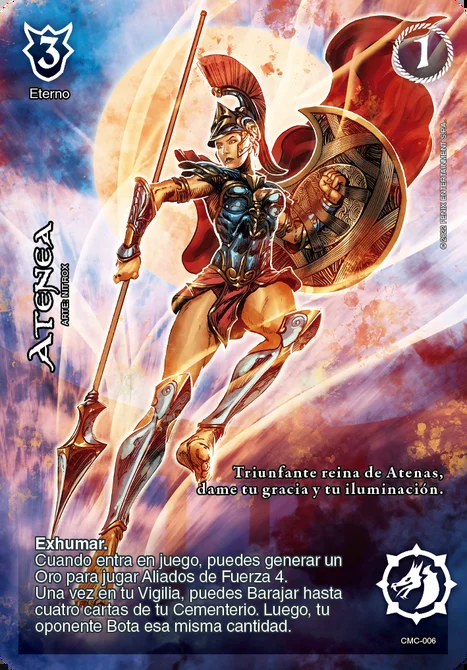 3
1
Eterno
© 2022 FENIX ENTERTAINMENT S.P.A.
ATENEA
ARTE: NITROX
Triunfante reina de Atenas,
dame tu gracia y tu iluminación.
Exhumar.
Cuando entra en juego, puedes generar un
Oro para jugar Aliados de Fuerza 4.
Una vez en tu Vigilia, puedes Barajar hasta
cuatro cartas de tu Cementerio. Luego, tu
oponente Bota esa misma cantidad.
CMC-006